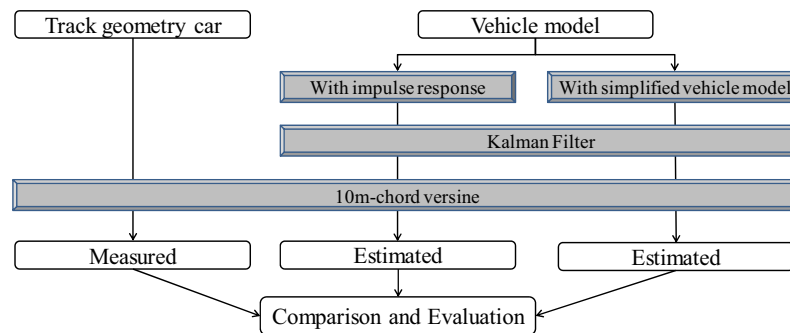 Track geometry car
Vehicle model
With impulse response
With simplified vehicle model
Kalman Filter
10m-chord versine
Measured
Estimated
Estimated
Comparison and Evaluation